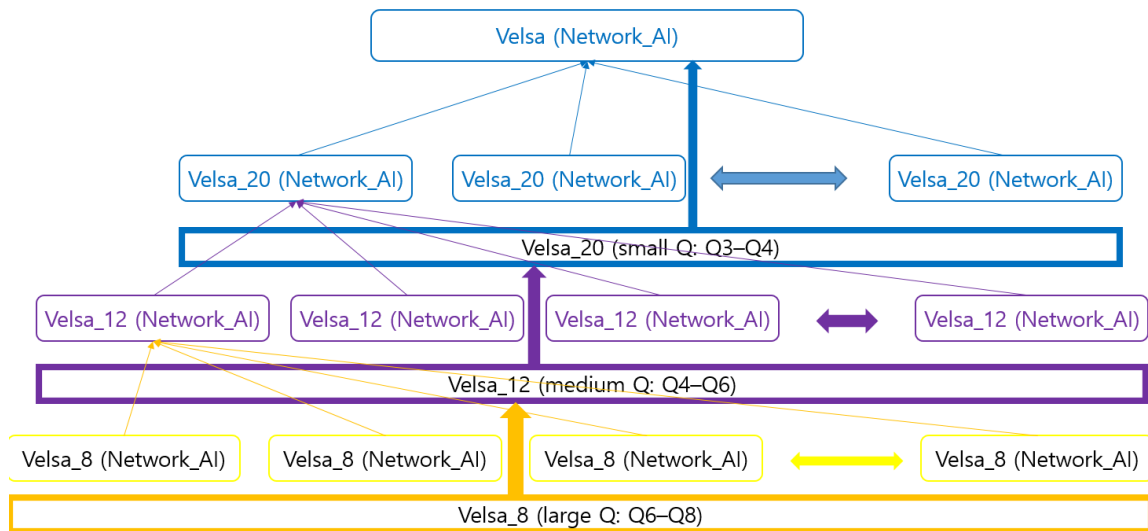 Velsa (Network_AI)
Velsa_20 (Network_AI)
Velsa_20 (Network_AI)
Velsa_20 (Network_AI)
Velsa_20 (small Q: Q3–Q4)
Velsa_12 (Network_AI)
Velsa_12 (Network_AI)
Velsa_12 (Network_AI)
Velsa_12 (Network_AI)
Velsa_12 (medium Q: Q4–Q6)
Velsa_8 (Network_AI)
Velsa_8 (Network_AI)
Velsa_8 (Network_AI)
Velsa_8 (Network_AI)
Velsa_8 (large Q: Q6–Q8)